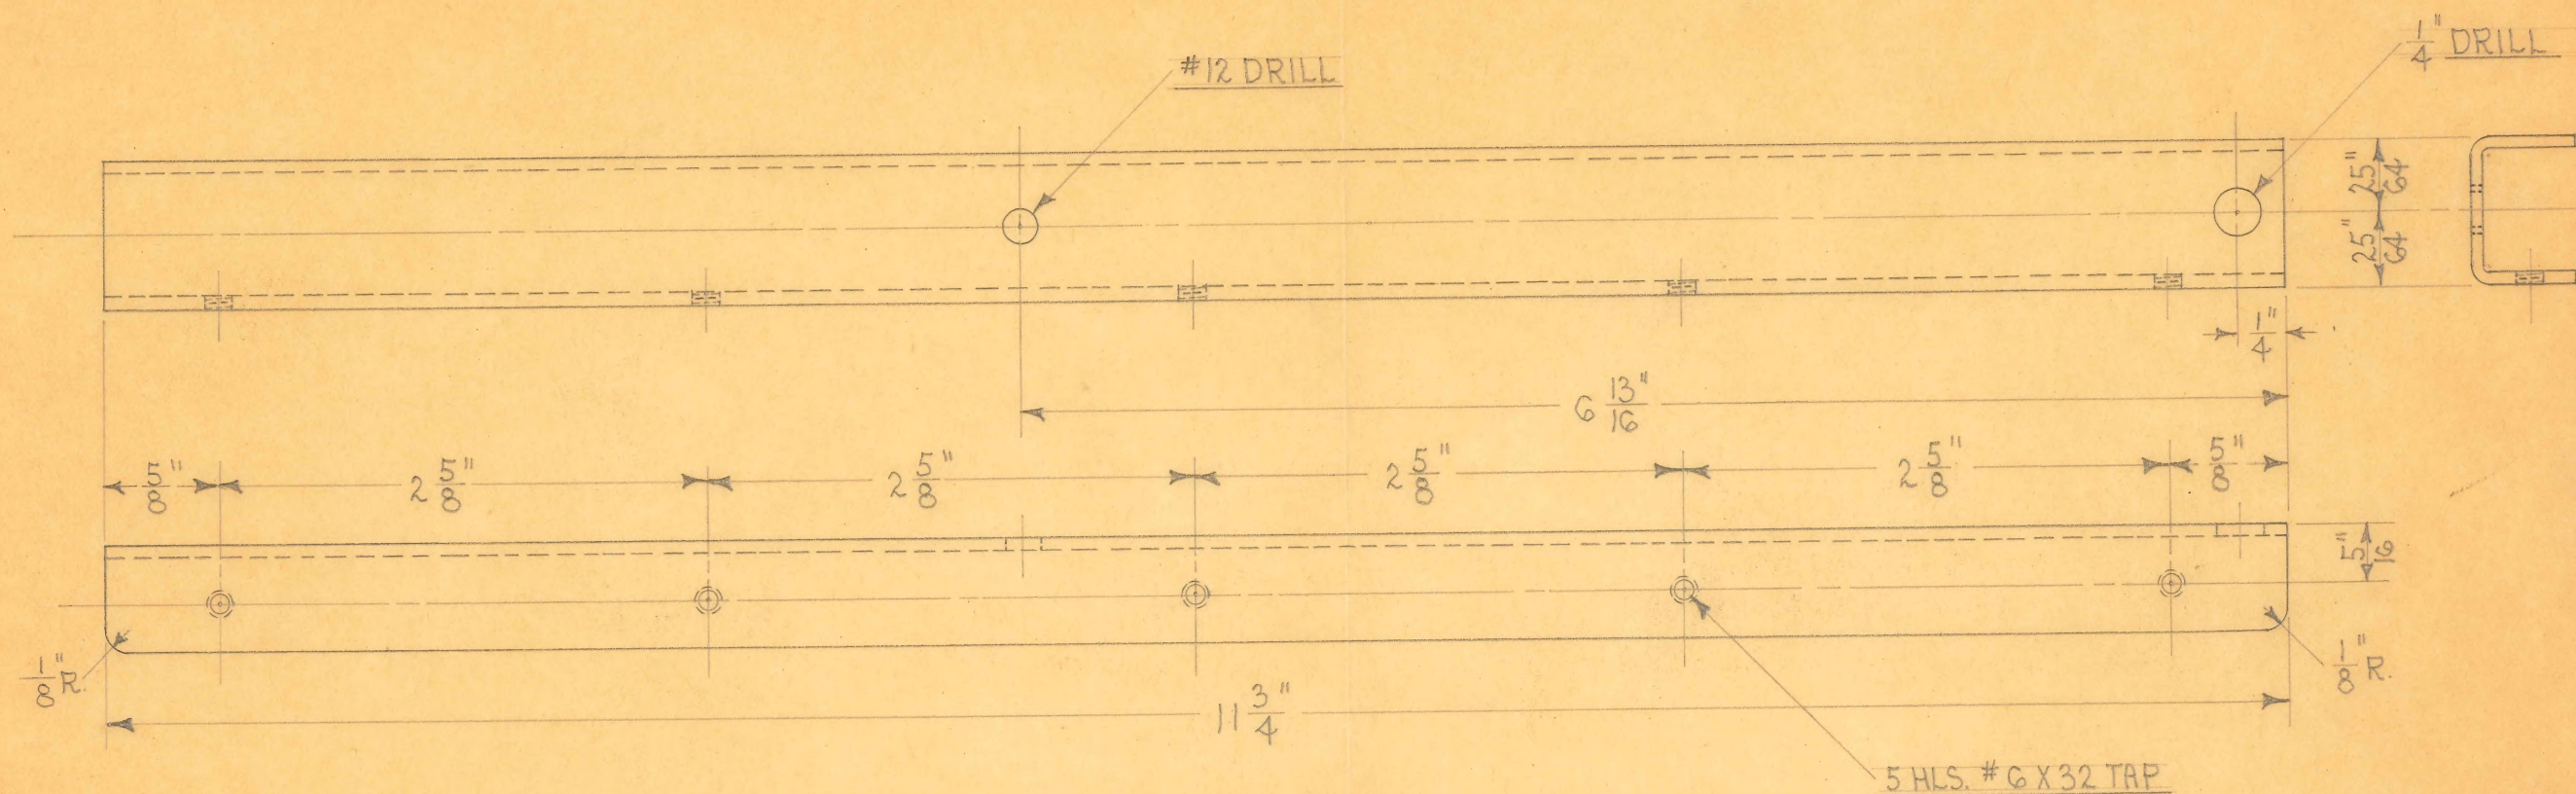 #12 DRILL
1/4" DRILL
25"/64
25"/64
1/4"
6 13/16"
5/8"
2 5/8"
2 5/8"
2 5/8"
2 5/8"
5/8"
5/16"
1/8" R.
1/8" R.
11 3/4"
5 HLS. #6 X 32 TAP